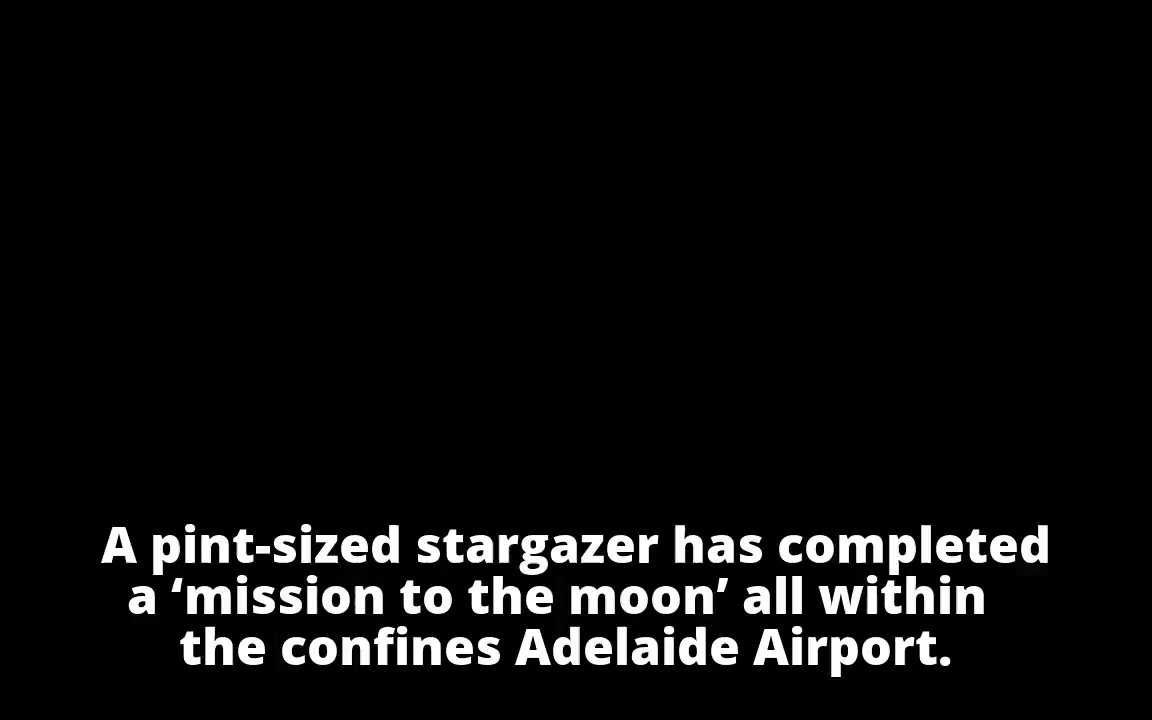 A pint-sized stargazer has completed
a ‘mission to the moon’ all within
the confines Adelaide Airport.